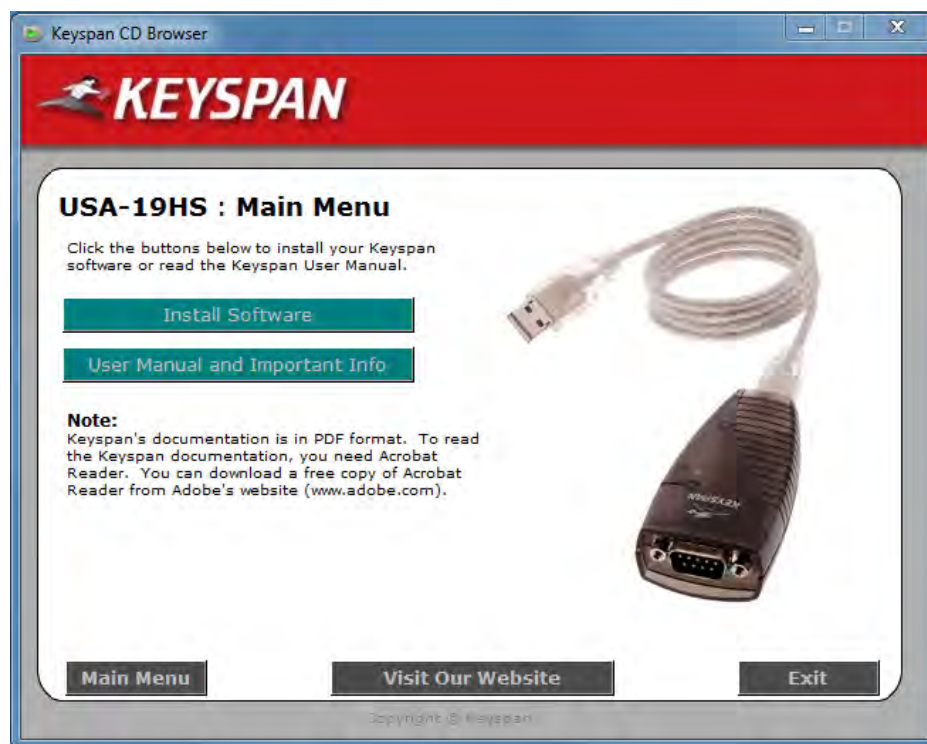 Keyspan CD Browser
KEYSPAN
USA-19HS : Main Menu
Click the buttons below to install your Keyspan
software or read the Keyspan User Manual.
Install Software
User Manual and Important Info
Note:
Keyspan's documentation is in PDF format. To read
the Keyspan documentation, you need Acrobat
Reader. You can download a free copy of Acrobat
Reader from Adobe's website (www.adobe.com).
KEYSPAN
Main Menu
Visit Our Website
Exit
Copyright © Keyspan